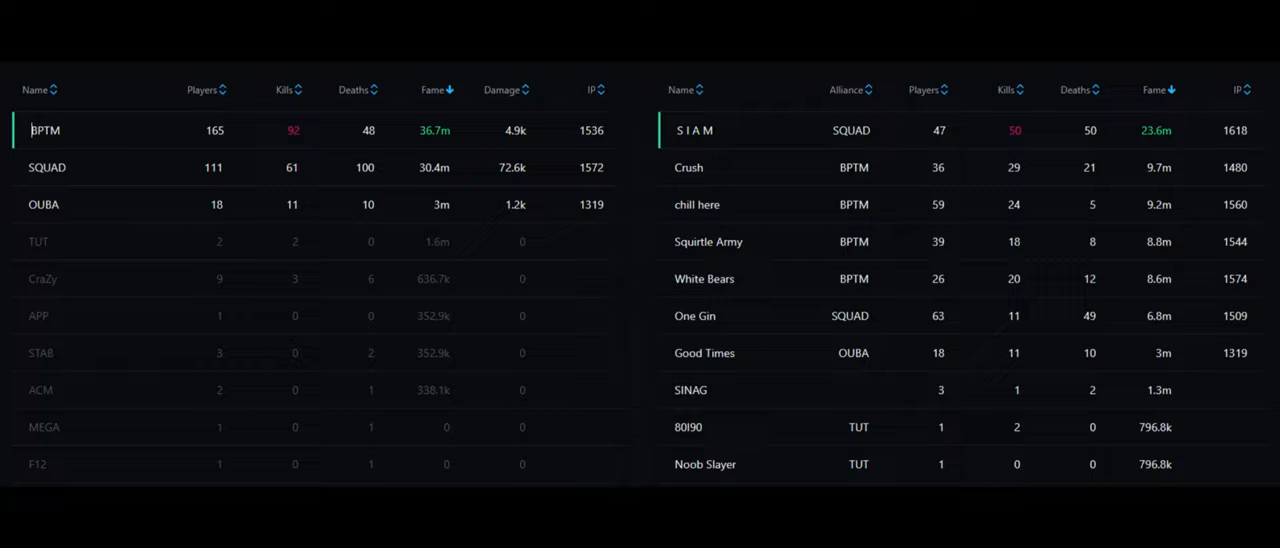 Name Players Kills Deaths Fame Damage IP
BPTM 165 92 48 36.7m 4.9k 1536
SQUAD 111 61 100 30.4m 72.6k 1572
OUBA 18 11 10 3m 1.2k 1319
TUT 2 2 0 1.6m 0
CraZy 9 3 6 636.7k 0
APP 1 0 0 352.9k 0
STAB 3 0 2 352.9k 0
ACM 2 0 1 338.1k 0
MEGA 1 0 1 0 0
F12 1 0 1 0 0
Name Alliance Players Kills Deaths Fame IP
S I A M SQUAD 47 50 50 23.6m 1618
Crush BPTM 36 29 21 9.7m 1480
chill here BPTM 59 24 5 9.2m 1560
Squirtle Army BPTM 39 18 8 8.8m 1544
White Bears BPTM 26 20 12 8.6m 1574
One Gin SQUAD 63 11 49 6.8m 1509
Good Times OUBA 18 11 10 3m 1319
SINAG 3 1 2 1.3m
80I90 TUT 1 2 0 796.8k
Noob Slayer TUT 1 0 0 796.8k